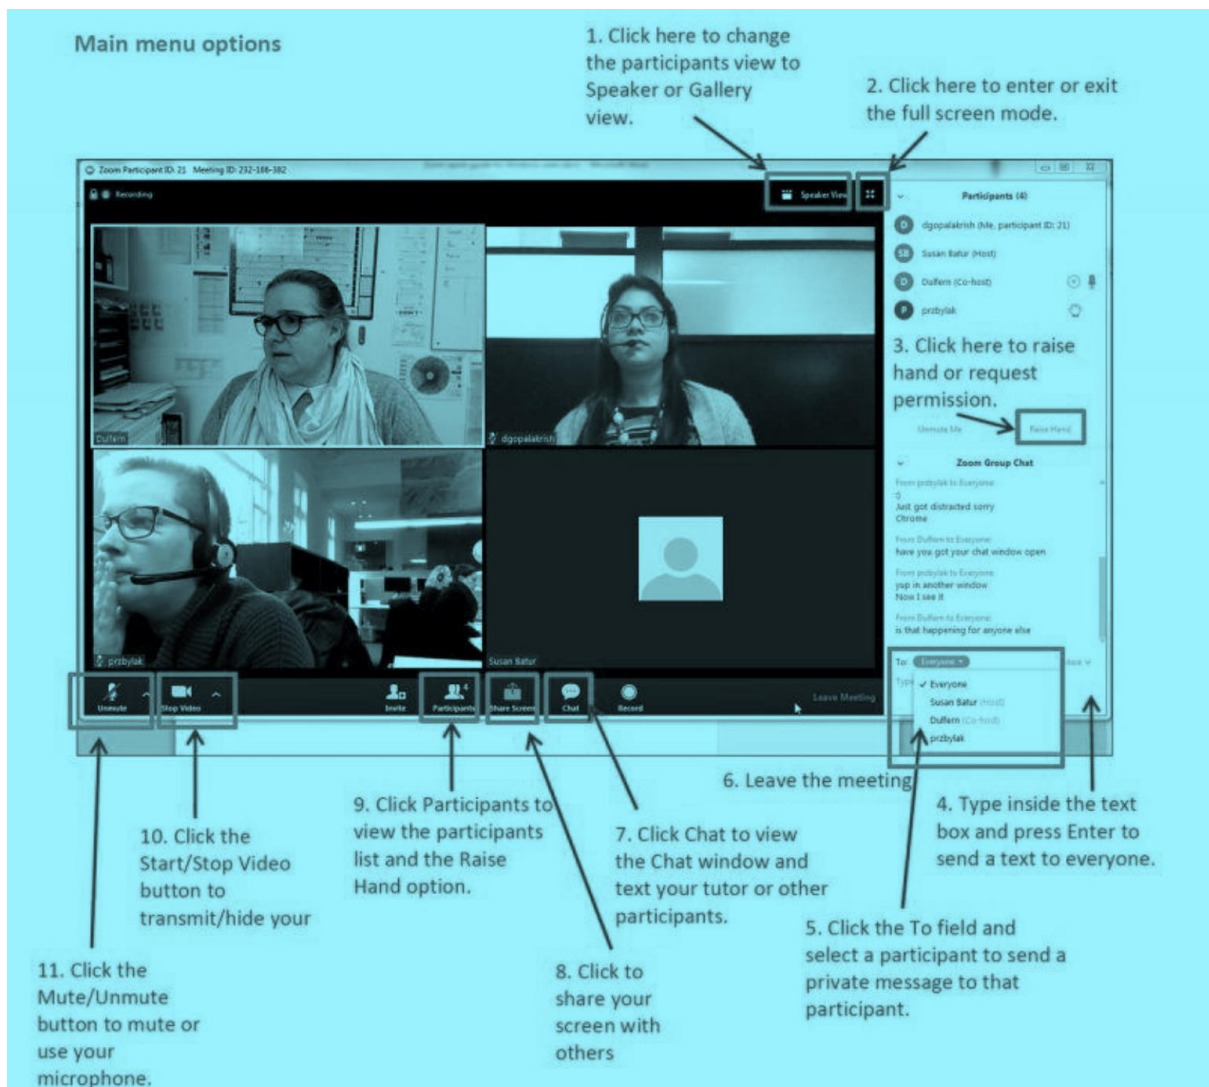 Main menu options
1. Click here to change
the participants view to
Speaker or Gallery
view.
2. Click here to enter or exit
the full screen mode.
Zoom Participant ID: 21 Meeting ID: 232-186-382
Recording
Speaker View
Participants (4)
D dgopalakrish (Me, participant ID: 21)
SB Susan Batur (Host)
D Dulfern (Co-host)
P przbylak
3. Click here to raise
hand or request
permission.
Unmute Me Raise Hand
Zoom Group Chat
From przbylak to Everyone:
:)
Just got distracted sorry
Chrome
From Dulfern to Everyone:
have you got your chat window open
From przbylak to Everyone:
yup in another window
Now I see it
From Dulfern to Everyone:
is that happening for anyone else
To: Everyone
Type
Everyone
Susan Batur (Host)
Dulfern (Co-host)
przbylak
Dulfern
dgopalakrish
przbylak
Susan Batur
Unmute Stop Video Invite Participants 4 Share Screen Chat Record Leave Meeting
6. Leave the meeting
4. Type inside the text
box and press Enter to
send a text to everyone.
9. Click Participants to
view the participants
list and the Raise
Hand option.
7. Click Chat to view
the Chat window and
text your tutor or other
participants.
10. Click the
Start/Stop Video
button to
transmit/hide your
5. Click the To field and
select a participant to send a
private message to that
participant.
8. Click to
share your
screen with
others
11. Click the
Mute/Unmute
button to mute or
use your
microphone.